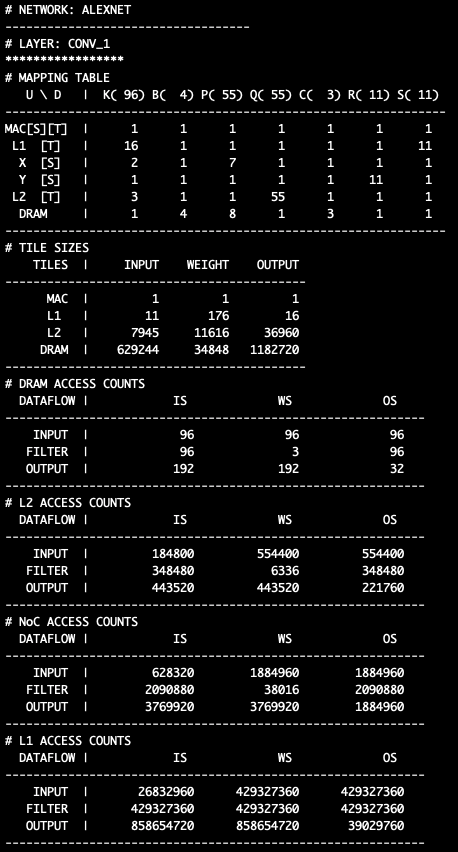 # NETWORK: ALEXNET
-----------------------------------
# LAYER: CONV_1
*****************
# MAPPING TABLE
U \ D | K( 96) B( 4) P( 55) Q( 55) C( 3) R( 11) S( 11)
---------------------------------------------------------------
MAC[S][T] | 1 1 1 1 1 1 1
L1 [T] | 16 1 1 1 1 1 11
X [S] | 2 1 7 1 1 1 1
Y [S] | 1 1 1 1 1 11 1
L2 [T] | 3 1 1 55 1 1 1
DRAM | 1 4 8 1 3 1 1
---------------------------------------------------------------
# TILE SIZES
TILES | INPUT WEIGHT OUTPUT
-------------------------------------------
MAC | 1 1 1
L1 | 11 176 16
L2 | 7945 11616 36960
DRAM | 629244 34848 1182720
-------------------------------------------
# DRAM ACCESS COUNTS
DATAFLOW | IS WS OS
------------------------------------------------------------
INPUT | 96 96 96
FILTER | 96 3 96
OUTPUT | 192 192 32
------------------------------------------------------------
# L2 ACCESS COUNTS
DATAFLOW | IS WS OS
------------------------------------------------------------
INPUT | 184800 554400 554400
FILTER | 348480 6336 348480
OUTPUT | 443520 443520 221760
------------------------------------------------------------
# NoC ACCESS COUNTS
DATAFLOW | IS WS OS
------------------------------------------------------------
INPUT | 628320 1884960 1884960
FILTER | 2090880 38016 2090880
OUTPUT | 3769920 3769920 1884960
------------------------------------------------------------
# L1 ACCESS COUNTS
DATAFLOW | IS WS OS
------------------------------------------------------------
INPUT | 26832960 429327360 429327360
FILTER | 429327360 429327360 429327360
OUTPUT | 858654720 858654720 39029760
------------------------------------------------------------